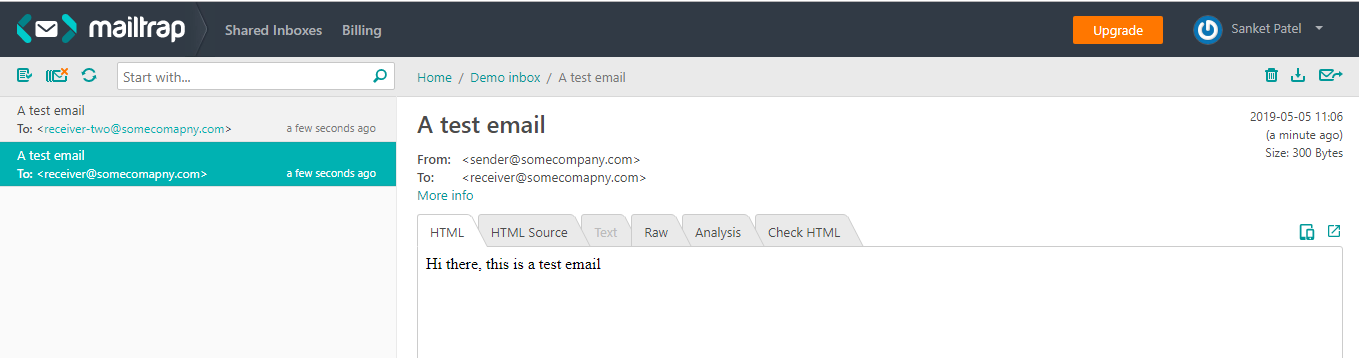 mailtrap Shared Inboxes Billing Upgrade Sanket Patel
Start with...
Home / Demo inbox / A test email
A test email
To: <receiver-two@somecomapny.com> a few seconds ago
A test email
To: <receiver@somecomapny.com> a few seconds ago
A test email
2019-05-05 11:06
(a minute ago)
Size: 300 Bytes
From: <sender@somecompany.com>
To: <receiver@somecomapny.com>
More info
HTML HTML Source Text Raw Analysis Check HTML
Hi there, this is a test email